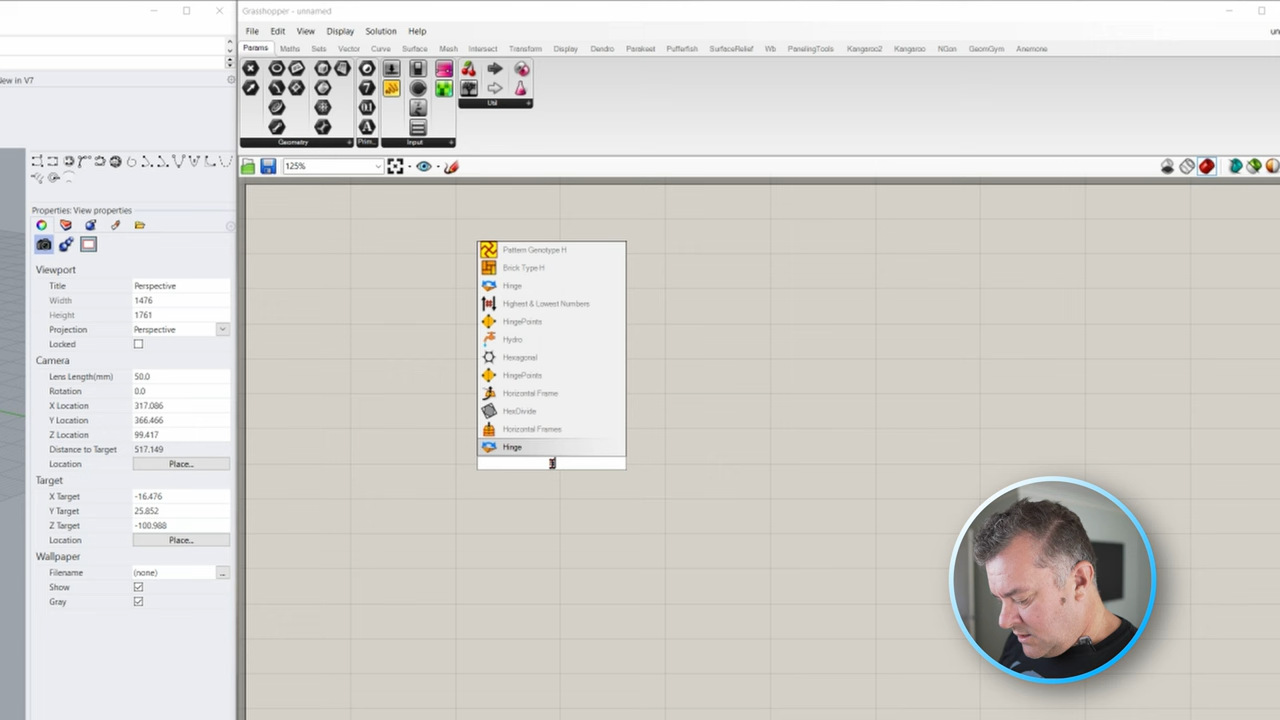 Grasshopper - unnamed
File Edit View Display Solution Help
un
Params Maths Sets Vector Curve Surface Mesh Intersect Transform Display Dendro Parakeet Pufferfish SurfaceRelief Wb PanelingTools Kangaroo2 Kangaroo NGon GeomGym Anemone
iew in V7
Geometry Prim... Input Util
125%
Properties: View properties
Viewport
Title Perspective
Width 1476
Height 1761
Projection Perspective
Locked
Camera
Lens Length(mm) 50.0
Rotation 0.0
X Location 317.086
Y Location 366.466
Z Location 99.417
Distance to Target 517.149
Location Place...
Target
X Target -16.476
Y Target 25.852
Z Target -100.988
Location Place...
Wallpaper
Filename (none) ...
Show
Gray
Pattern Genotype H
Brick Type H
Hinge
Highest & Lowest Numbers
HingePoints
Hydro
Hexagonal
HingePoints
Horizontal Frame
HexDivide
Horizontal Frames
Hinge